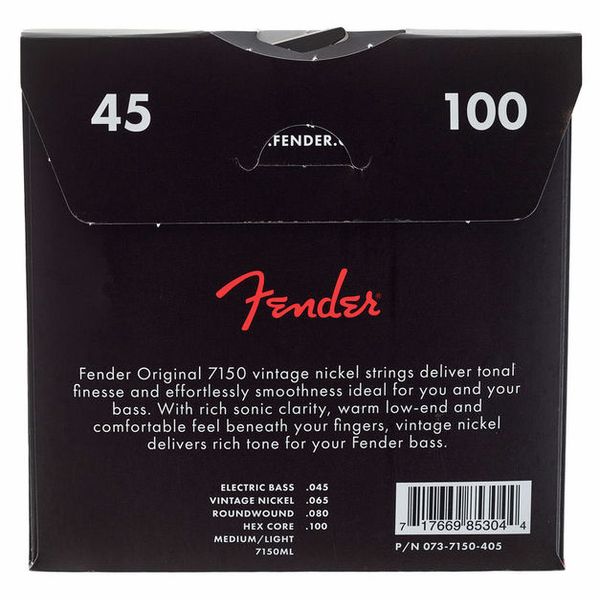 45 100
.FENDER.
Fender
Fender Original 7150 vintage nickel strings deliver tonal
finesse and effortlessly smoothness ideal for you and your
bass. With rich sonic clarity, warm low-end and
comfortable feel beneath your fingers, vintage nickel
delivers rich tone for your Fender bass.
ELECTRIC BASS .045
VINTAGE NICKEL .065
ROUNDWOUND .080
HEX CORE .100
MEDIUM/LIGHT
7150ML
7 17669 85304 4
P/N 073-7150-405